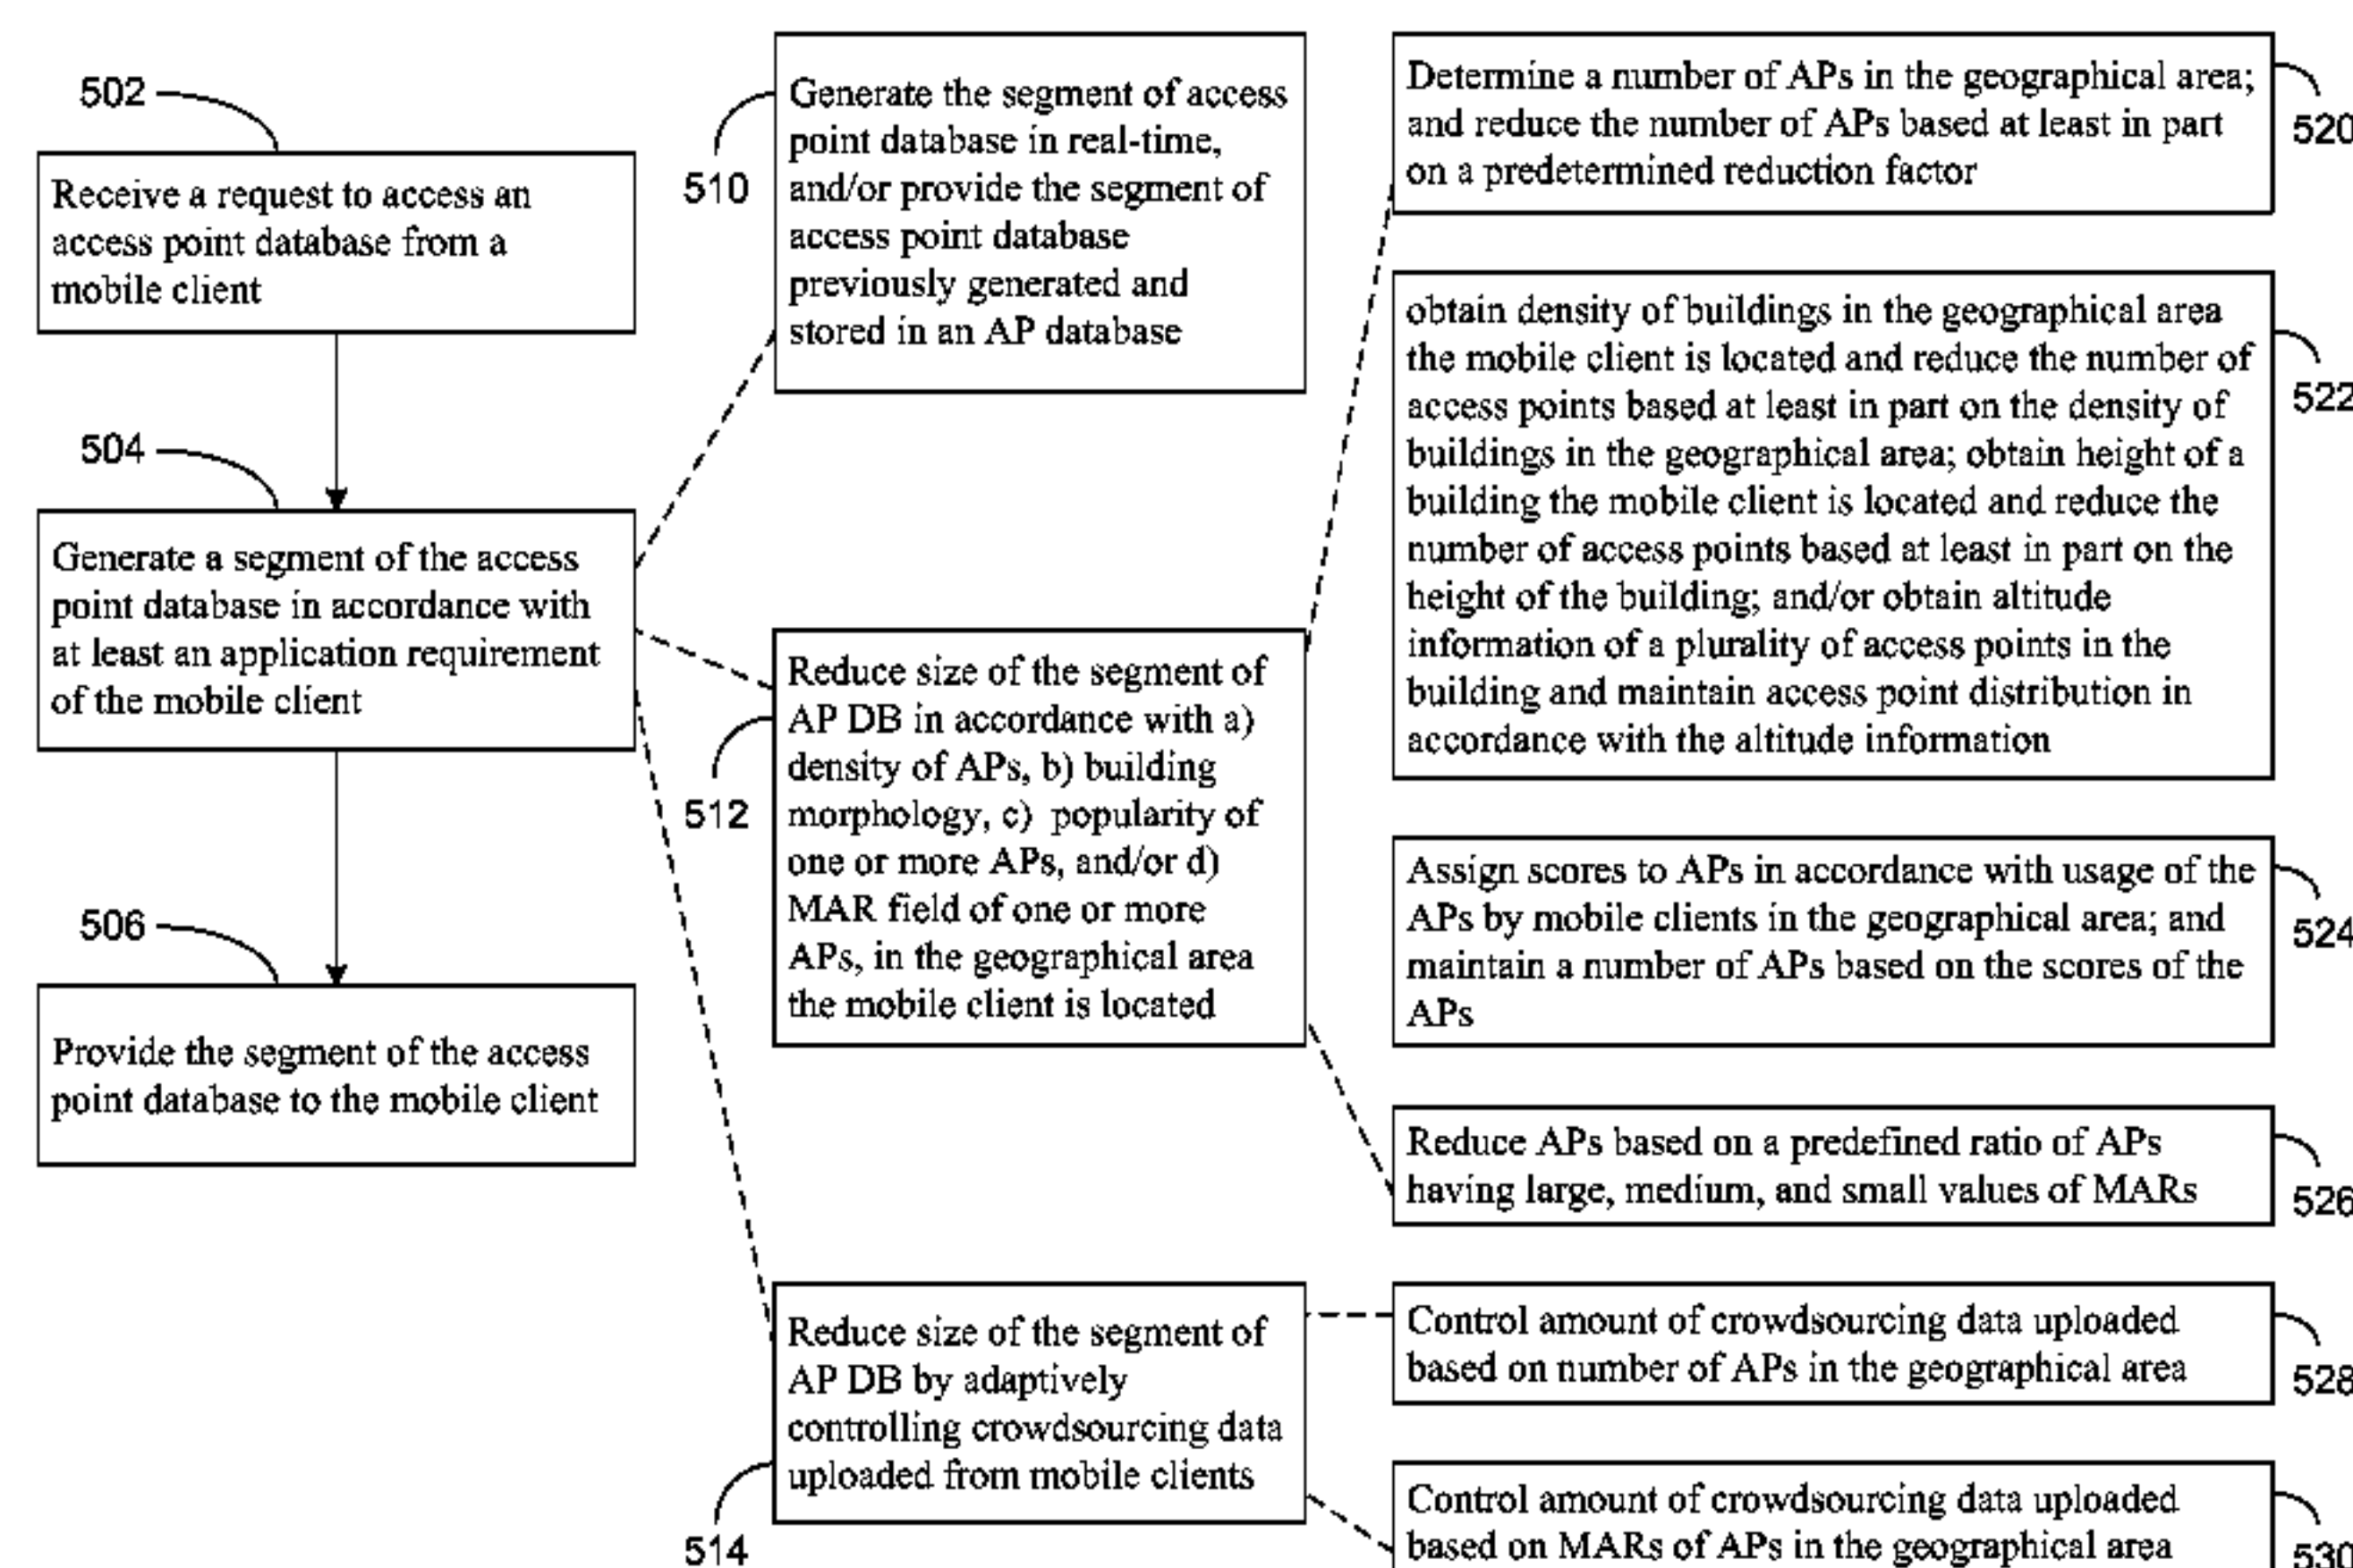 502
Receive a request to access an
access point database from a
mobile client
504
Generate a segment of the access
point database in accordance with
at least an application requirement
of the mobile client
506
Provide the segment of the access
point database to the mobile client
510
Generate the segment of access
point database in real-time,
and/or provide the segment of
access point database
previously generated and
stored in an AP database
512
Reduce size of the segment of
AP DB in accordance with a)
density of APs, b) building
morphology, c) popularity of
one or more APs, and/or d)
MAR field of one or more
APs, in the geographical area
the mobile client is located
514
Reduce size of the segment of
AP DB by adaptively
controlling crowdsourcing data
uploaded from mobile clients
520
Determine a number of APs in the geographical area;
and reduce the number of APs based at least in part
on a predetermined reduction factor
522
obtain density of buildings in the geographical area
the mobile client is located and reduce the number of
access points based at least in part on the density of
buildings in the geographical area; obtain height of a
building the mobile client is located and reduce the
number of access points based at least in part on the
height of the building; and/or obtain altitude
information of a plurality of access points in the
building and maintain access point distribution in
accordance with the altitude information
524
Assign scores to APs in accordance with usage of the
APs by mobile clients in the geographical area; and
maintain a number of APs based on the scores of the
APs
526
Reduce APs based on a predefined ratio of APs
having large, medium, and small values of MARs
528
Control amount of crowdsourcing data uploaded
based on number of APs in the geographical area
530
Control amount of crowdsourcing data uploaded
based on MARs of APs in the geographical area